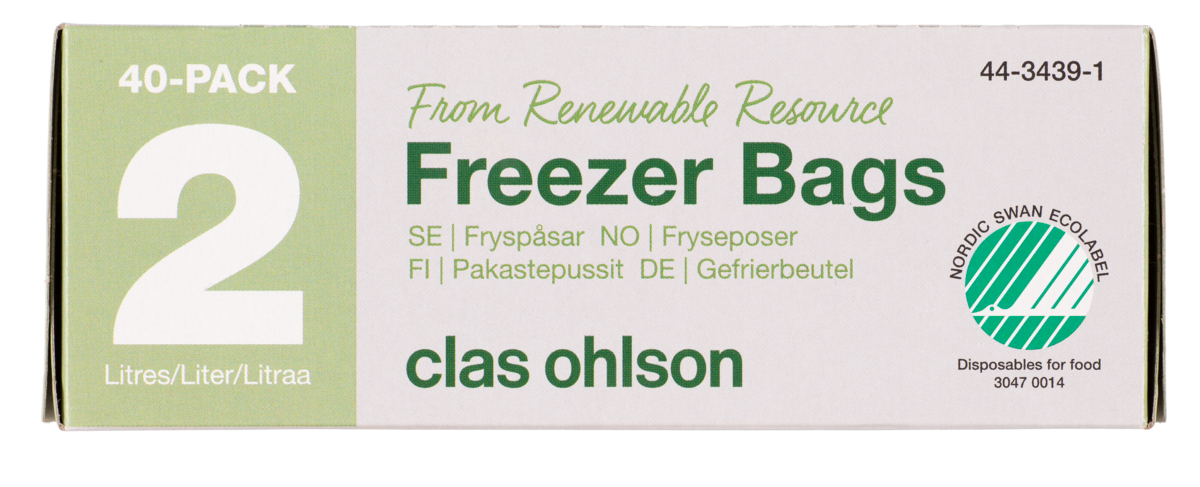 40-PACK
2
Litres/Liter/Litraa
From Renewable Resource
Freezer Bags
SE | Fryspåsar NO | Fryseposer
FI | Pakastepussit DE | Gefrierbeutel
clas ohlson
44-3439-1
NORDIC SWAN ECOLABEL
Disposables for food
3047 0014